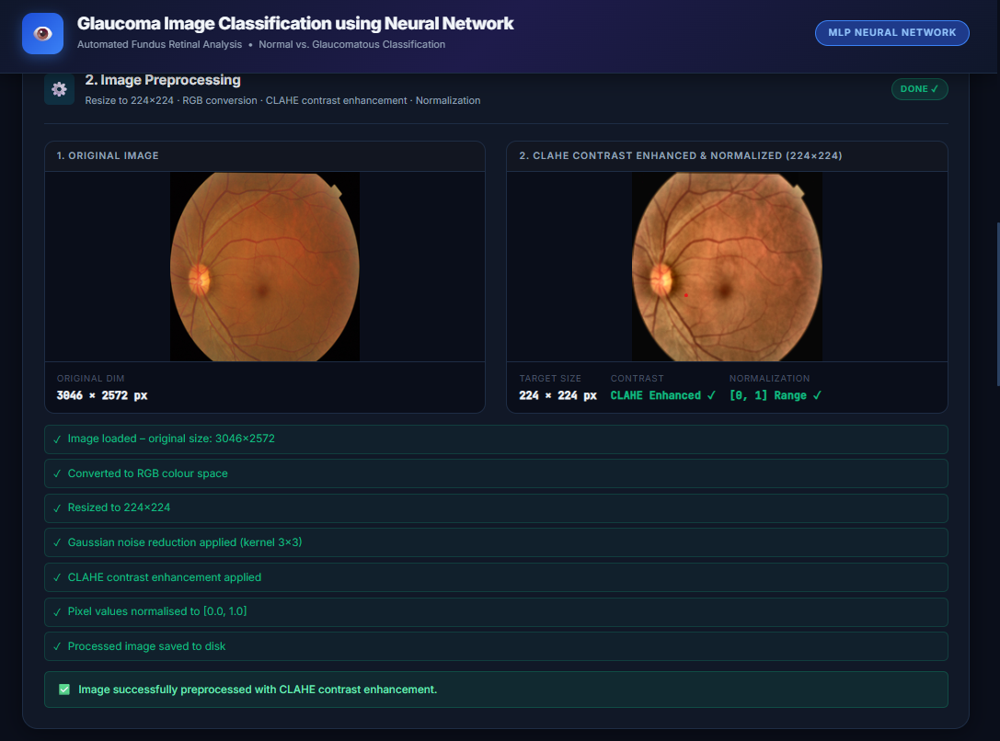 Glaucoma Image Classification using Neural Network
Automated Fundus Retinal Analysis • Normal vs. Glaucomatous Classification
MLP NEURAL NETWORK
2. Image Preprocessing
Resize to 224×224 · RGB conversion · CLAHE contrast enhancement · Normalization
DONE ✓
1. ORIGINAL IMAGE
ORIGINAL DIM
3046 × 2572 px
2. CLAHE CONTRAST ENHANCED & NORMALIZED (224×224)
TARGET SIZE CONTRAST NORMALIZATION
224 × 224 px CLAHE Enhanced ✓ [0, 1] Range ✓
✓ Image loaded – original size: 3046×2572
✓ Converted to RGB colour space
✓ Resized to 224×224
✓ Gaussian noise reduction applied (kernel 3×3)
✓ CLAHE contrast enhancement applied
✓ Pixel values normalised to [0.0, 1.0]
✓ Processed image saved to disk
✅ Image successfully preprocessed with CLAHE contrast enhancement.